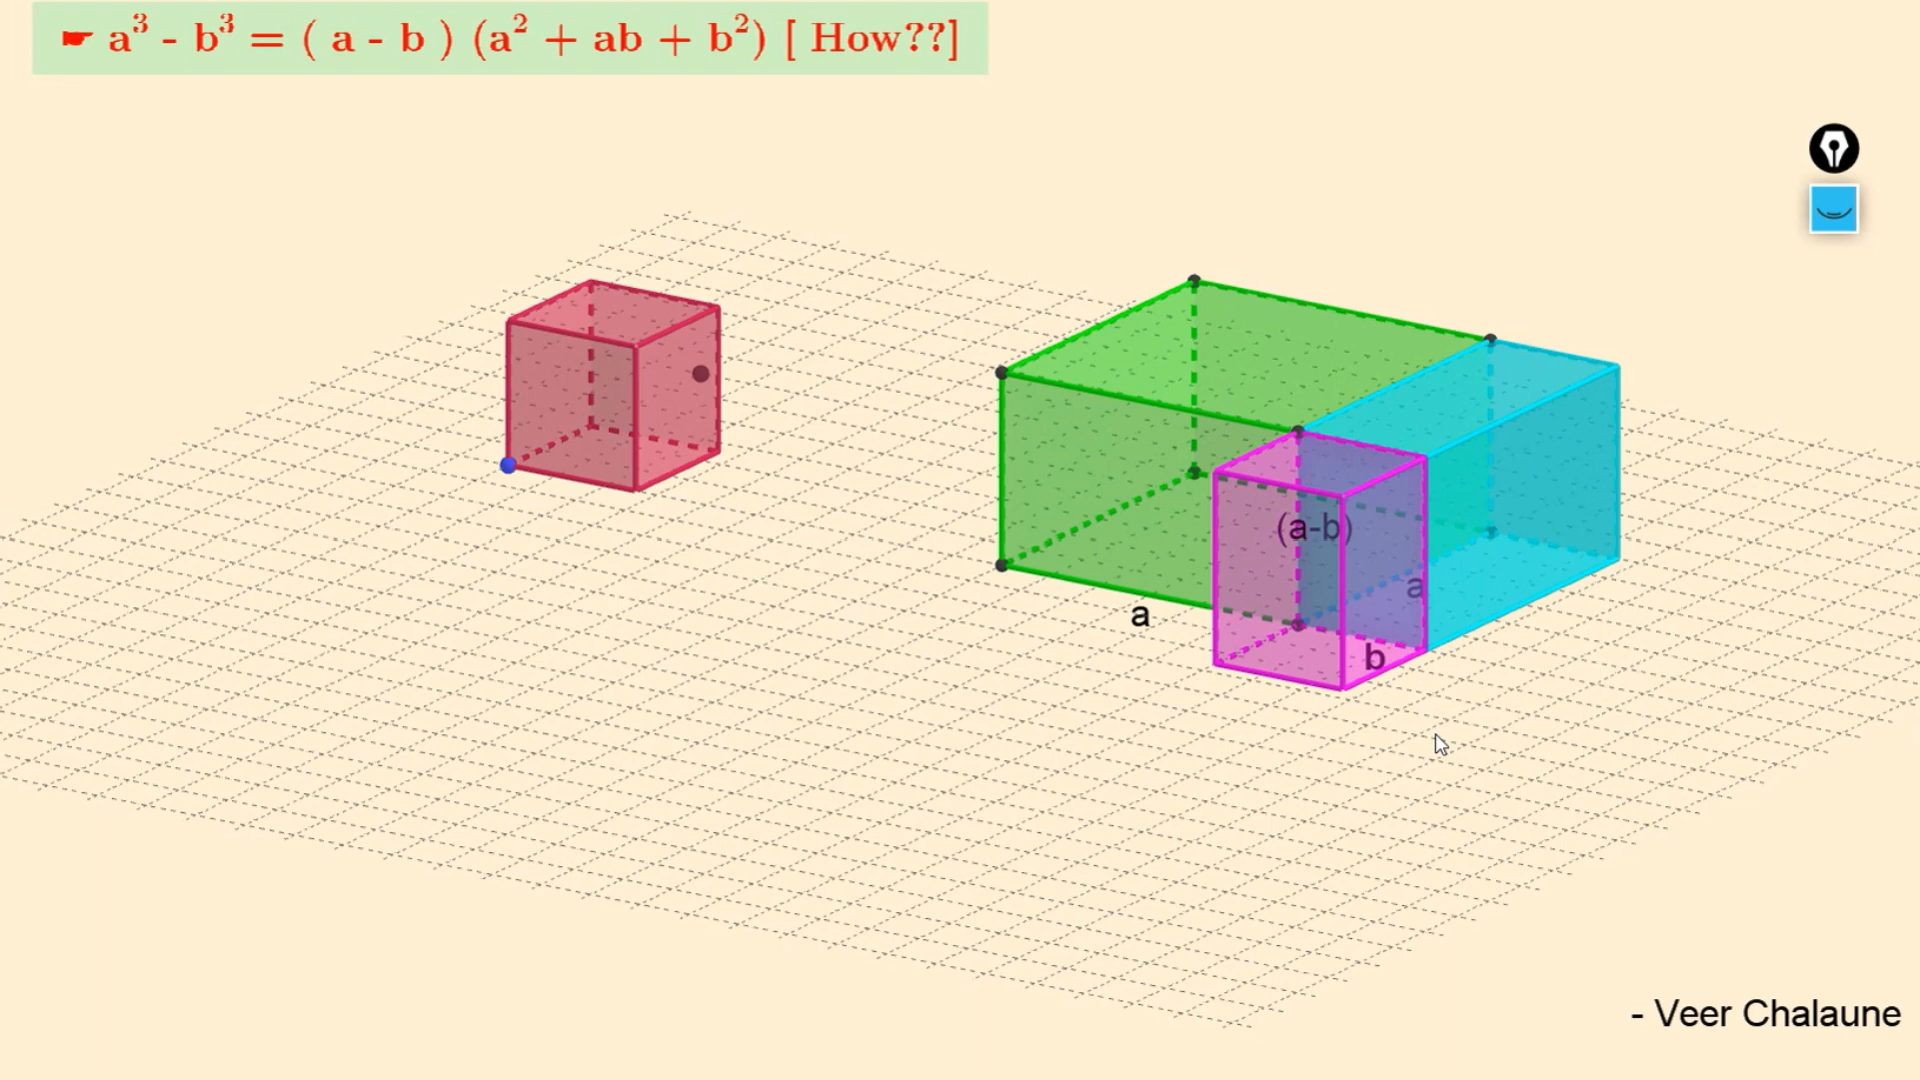 ☛ a³ - b³ = ( a - b ) (a² + ab + b²) [ How??]
(a-b)
a
a
b
- Veer Chalaune